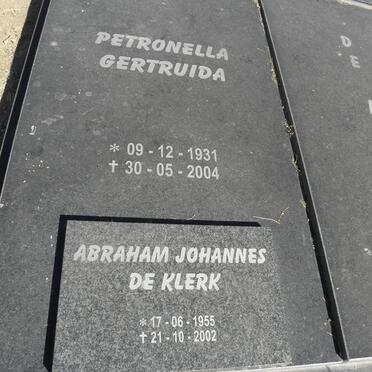 PETRONELLA
GERTRUIDA
* 09 - 12 - 1931
† 30 - 05 - 2004
ABRAHAM JOHANNES
DE KLERK
* 17 - 06 - 1955
† 21 - 10 - 2002
D
E